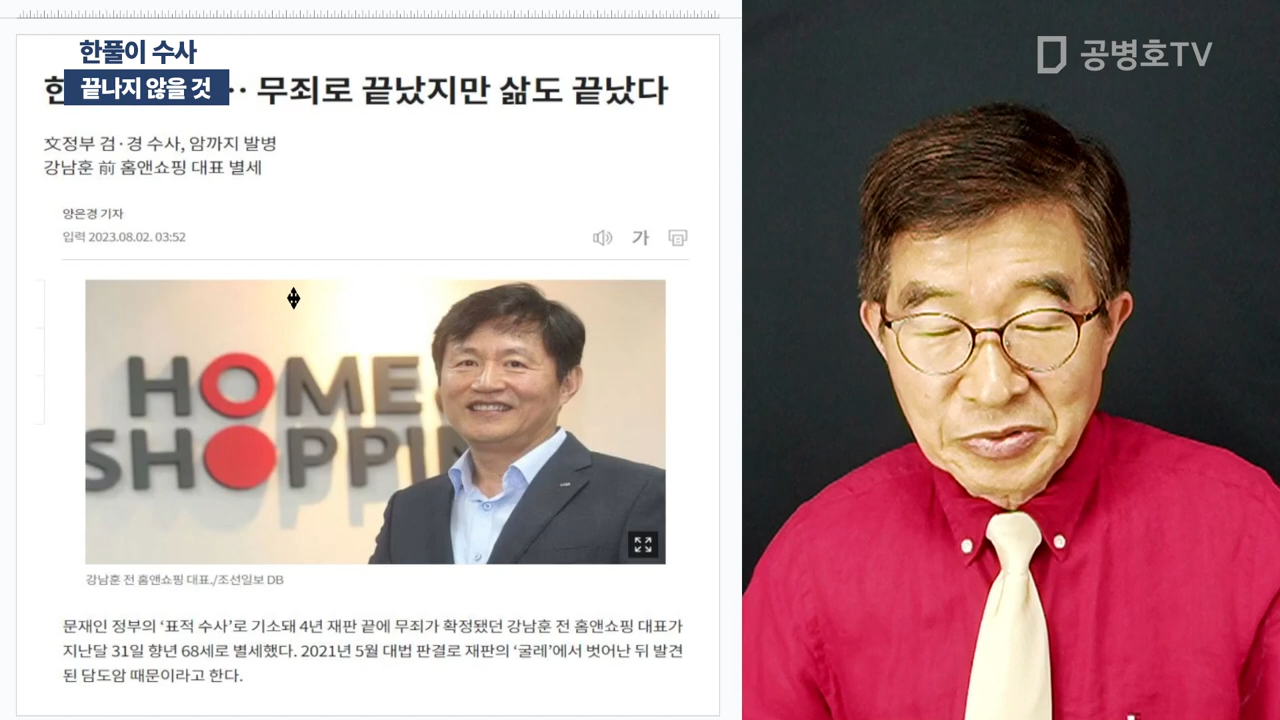 한풀이 수사
끝나지 않을 것
공병호TV
한 ·· 무죄로 끝났지만 삶도 끝났다
文정부 검·경 수사, 암까지 발병
강남훈 前 홈앤쇼핑 대표 별세
양은경 기자
입력 2023.08.02. 03:52
가
HOME
SHOPPIN
강남훈 전 홈앤쇼핑 대표./조선일보 DB
문재인 정부의 ‘표적 수사’로 기소돼 4년 재판 끝에 무죄가 확정됐던 강남훈 전 홈앤쇼핑 대표가
지난달 31일 향년 68세로 별세했다. 2021년 5월 대법 판결로 재판의 ‘굴레’에서 벗어난 뒤 발견
된 담도암 때문이라고 한다.